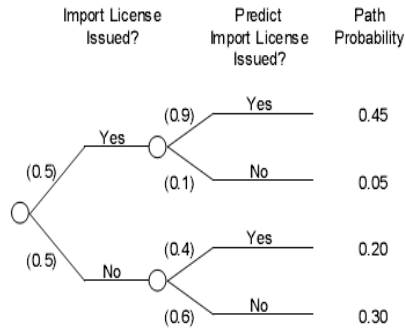 Import License
Issued?
Predict
Import License
Issued?
Path
Probability
(0.9)
Yes
0.45
Yes
(0.5)
(0.1)
No
0.05
(0.5)
No
(0.4)
Yes
0.20
(0.6)
No
0.30